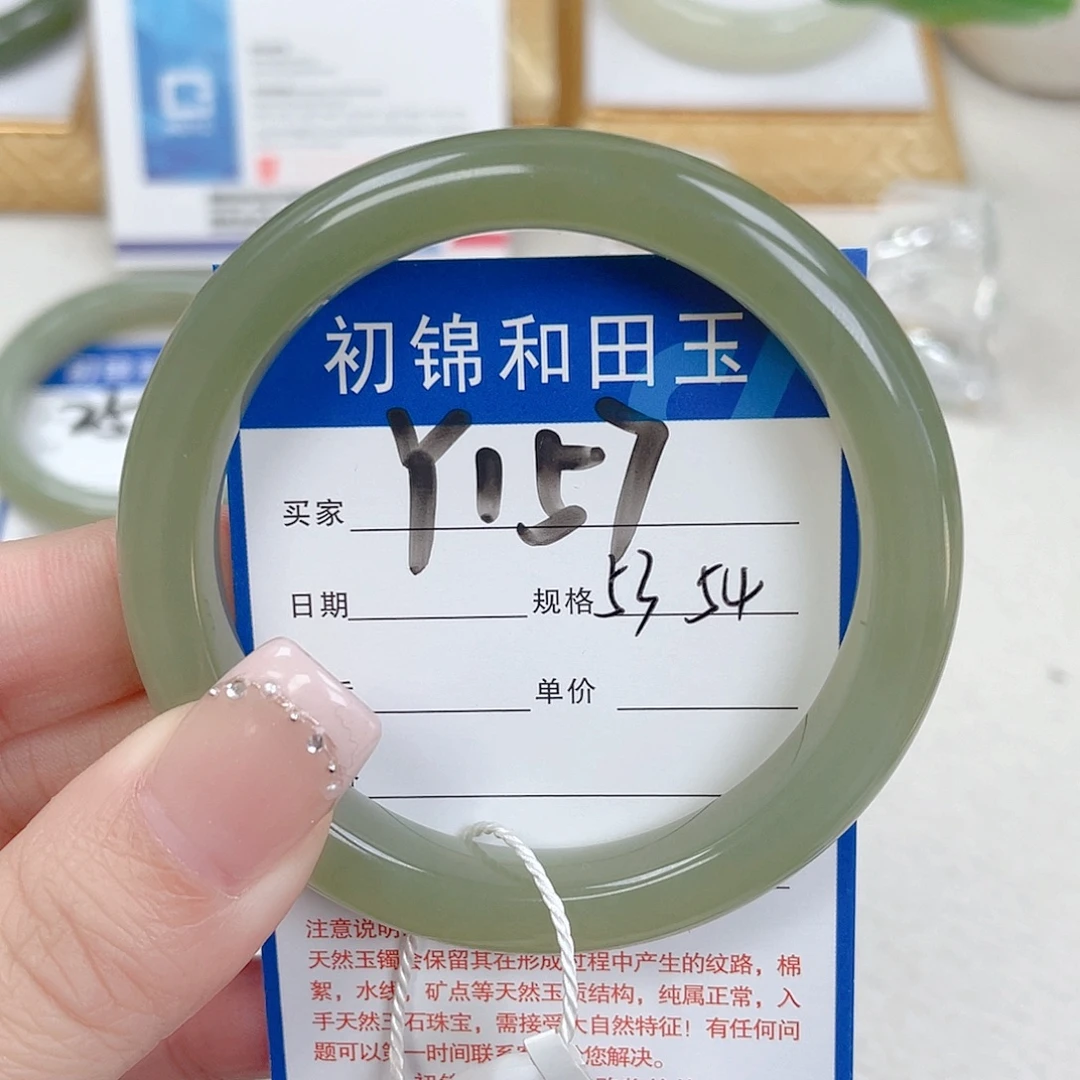 初锦和田玉
买家 Y157
日期 规格 53 54
单价
注意说明
天然玉镯会保留其在形成过程中产生的纹路，棉
絮，水线，矿点等天然玉质结构，纯属正常，入
手天然玉石珠宝，需接受大自然特征！有任何问
题可以第一时间联系 您解决。